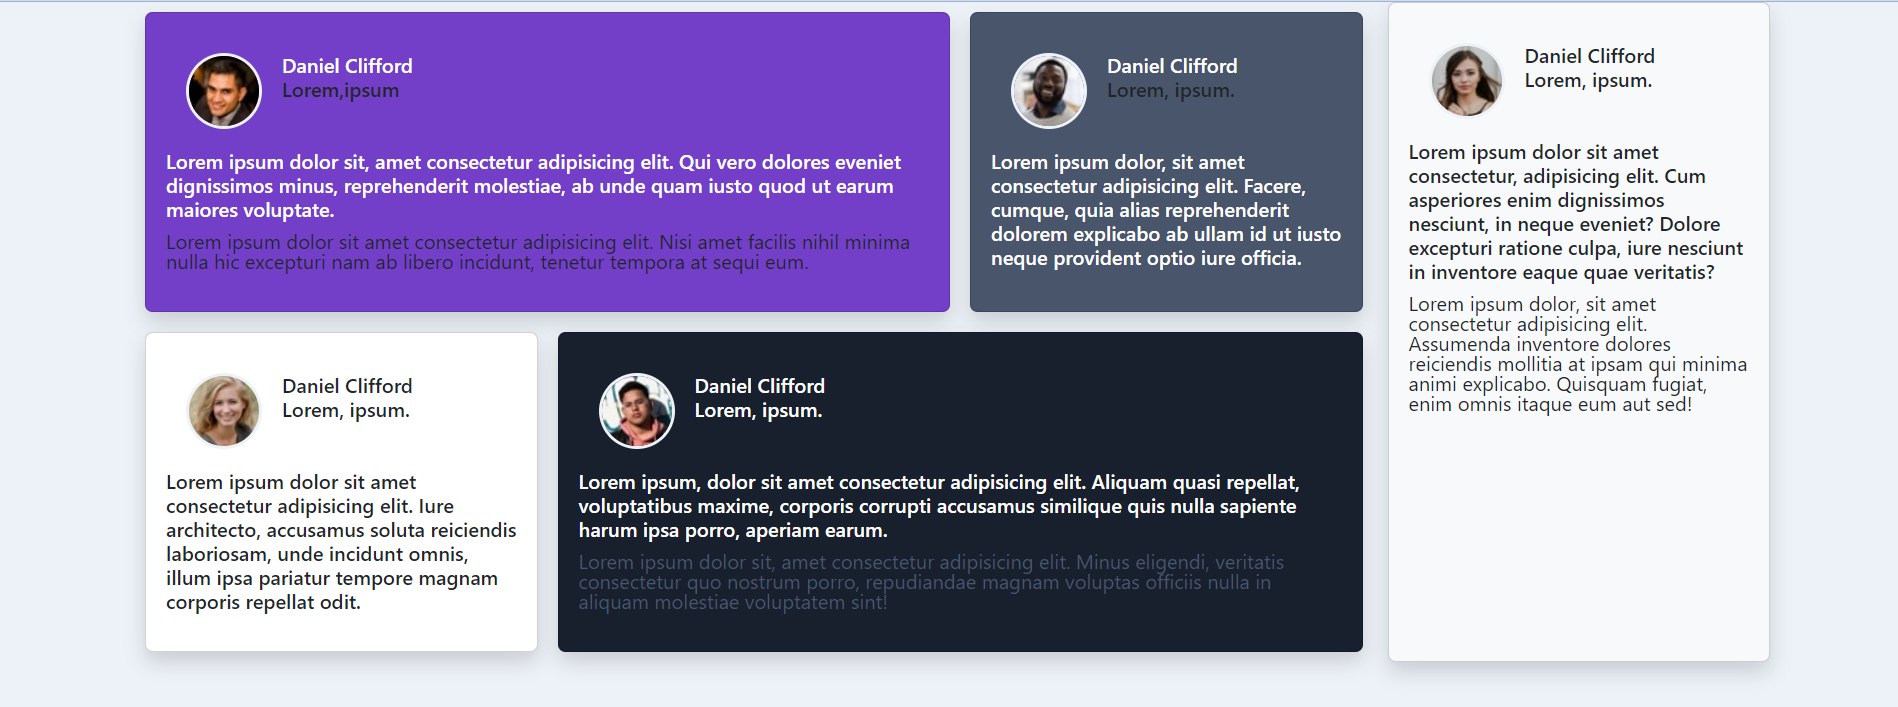 Daniel Clifford
Lorem,ipsum
Lorem ipsum dolor sit, amet consectetur adipisicing elit. Qui vero dolores eveniet
dignissimos minus, reprehenderit molestiae, ab unde quam iusto quod ut earum
maiores voluptate.
Lorem ipsum dolor sit amet consectetur adipisicing elit. Nisi amet facilis nihil minima
nulla hic excepturi nam ab libero incidunt, tenetur tempora at sequi eum.
Daniel Clifford
Lorem, ipsum.
Lorem ipsum dolor, sit amet
consectetur adipisicing elit. Facere,
cumque, quia alias reprehenderit
dolorem explicabo ab ullam id ut iusto
neque provident optio iure officia.
Daniel Clifford
Lorem, ipsum.
Lorem ipsum dolor sit amet
consectetur, adipisicing elit. Cum
asperiores enim dignissimos
nesciunt, in neque eveniet? Dolore
excepturi ratione culpa, iure nesciunt
in inventore eaque quae veritatis?
Lorem ipsum dolor, sit amet
consectetur adipisicing elit.
Assumenda inventore dolores
reiciendis mollitia at ipsam qui minima
animi explicabo. Quisquam fugiat,
enim omnis itaque eum aut sed!
Daniel Clifford
Lorem, ipsum.
Lorem ipsum dolor sit amet
consectetur adipisicing elit. Iure
architecto, accusamus soluta reiciendis
laboriosam, unde incidunt omnis,
illum ipsa pariatur tempore magnam
corporis repellat odit.
Daniel Clifford
Lorem, ipsum.
Lorem ipsum, dolor sit amet consectetur adipisicing elit. Aliquam quasi repellat,
voluptatibus maxime, corporis corrupti accusamus similique quis nulla sapiente
harum ipsa porro, aperiam earum.
Lorem ipsum dolor sit, amet consectetur adipisicing elit. Minus eligendi, veritatis
consectetur quo nostrum porro, repudiandae magnam voluptas officiis nulla in
aliquam molestiae voluptatem sint!